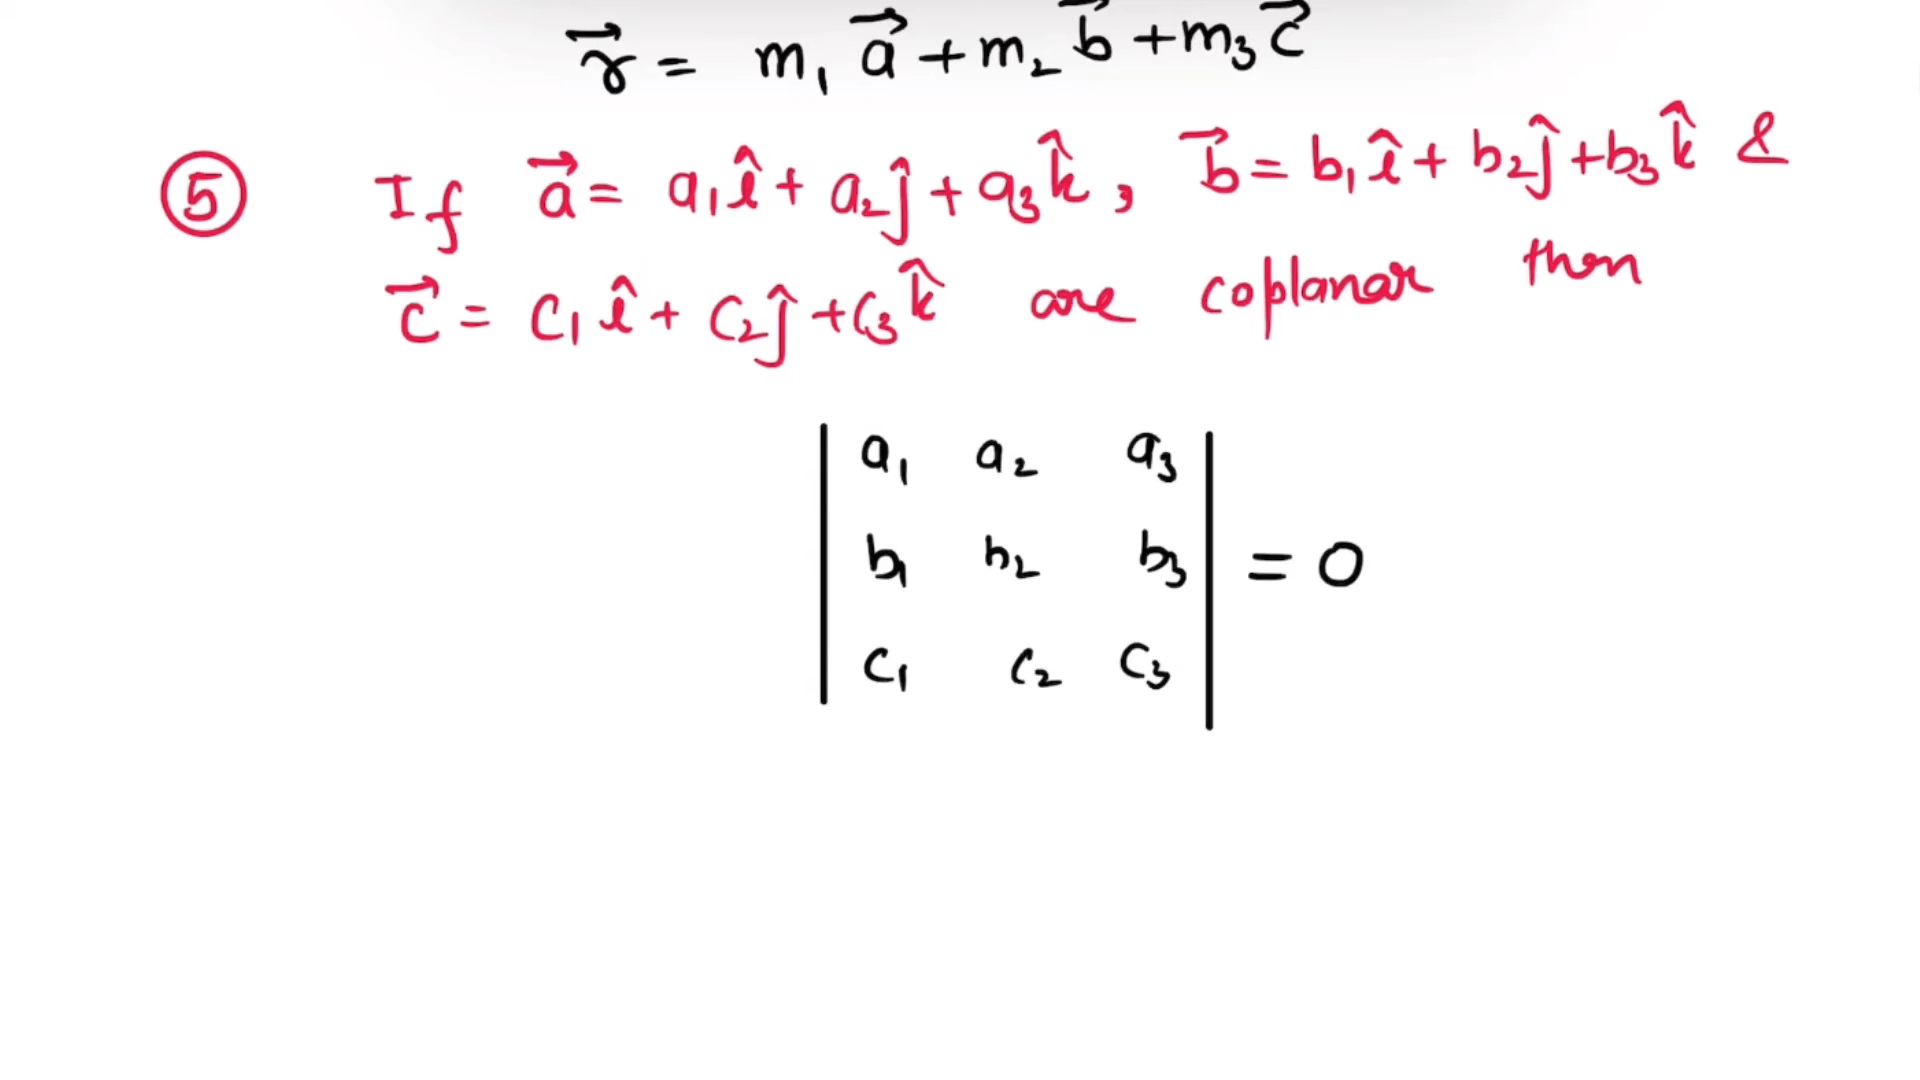 r⃗ = m₁ a⃗ + m₂ b⃗ + m₃ c⃗
⑤ If a⃗ = a₁î + a₂ĵ + a₃k̂, b⃗ = b₁î + b₂ĵ + b₃k̂ &
c⃗ = c₁î + c₂ĵ + c₃k̂ are coplanar then
| a₁ a₂ a₃ |
| b₁ b₂ b₃ | = 0
| c₁ c₂ c₃ |